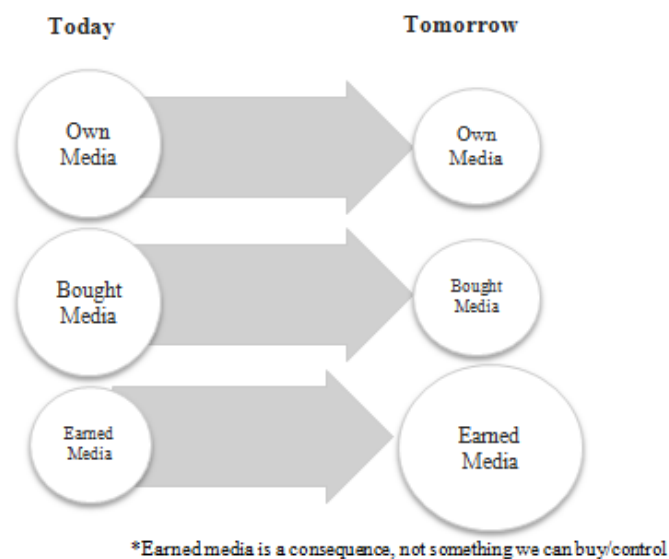 Today
Tomorrow
Own
Media
Own
Media
Bought
Media
Bought
Media
Earned
Media
Earned
Media
*Earned media is a consequence, not something we can buy/control